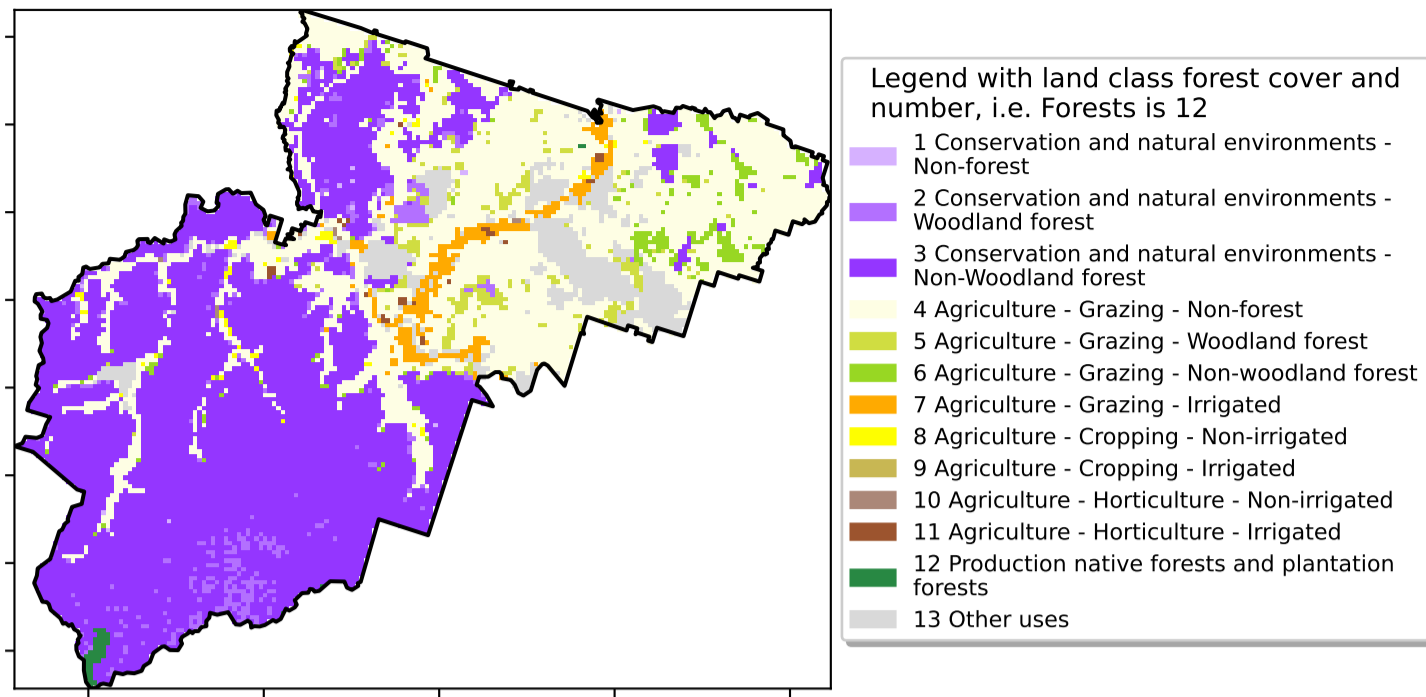 Legend with land class forest cover and
number, i.e. Forests is 12
1 Conservation and natural environments -
Non-forest
2 Conservation and natural environments -
Woodland forest
3 Conservation and natural environments -
Non-Woodland forest
4 Agriculture - Grazing - Non-forest
5 Agriculture - Grazing - Woodland forest
6 Agriculture - Grazing - Non-woodland forest
7 Agriculture - Grazing - Irrigated
8 Agriculture - Cropping - Non-irrigated
9 Agriculture - Cropping - Irrigated
10 Agriculture - Horticulture - Non-irrigated
11 Agriculture - Horticulture - Irrigated
12 Production native forests and plantation
forests
13 Other uses